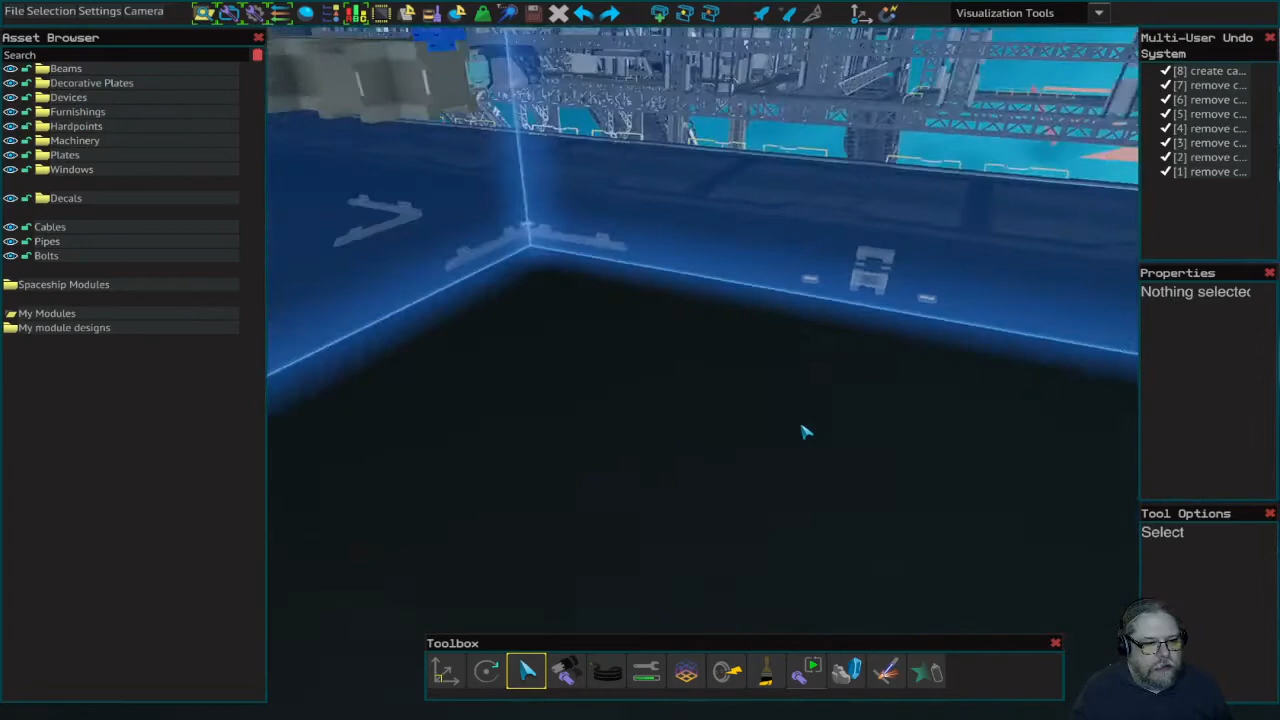 File Selection Settings Camera
Visualization Tools
Asset Browser
Search
Beams
Decorative Plates
Devices
Furnishings
Hardpoints
Machinery
Plates
Windows
Decals
Cables
Pipes
Bolts
Spaceship Modules
My Modules
My module designs
Multi-User Undo
System
[8] create ca...
[7] remove c...
[6] remove c...
[5] remove c...
[4] remove c...
[3] remove c...
[2] remove c...
[1] remove c...
Properties
Nothing selected
Tool Options
Select
Toolbox